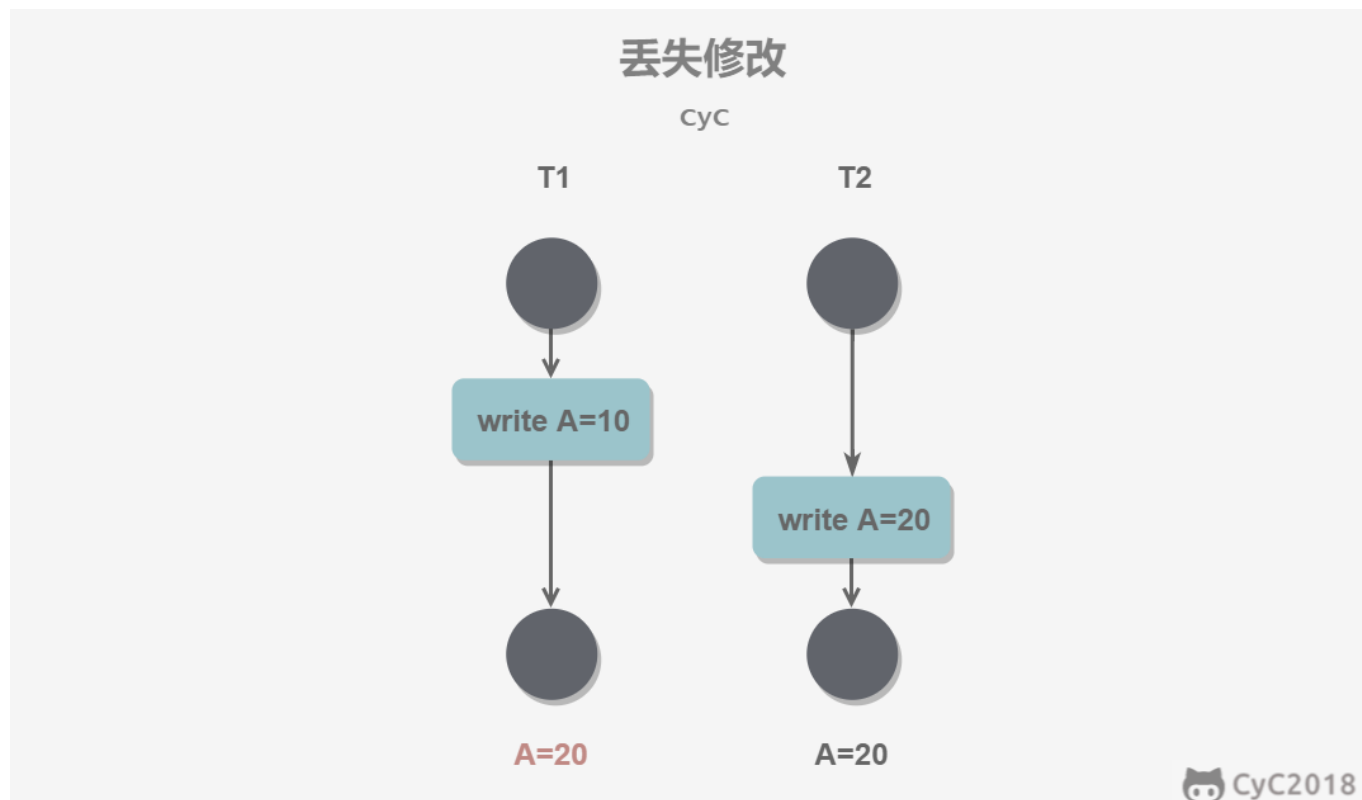 丢失修改
CyC
T1 T2
write A=10
write A=20
A=20 A=20
CyC2018